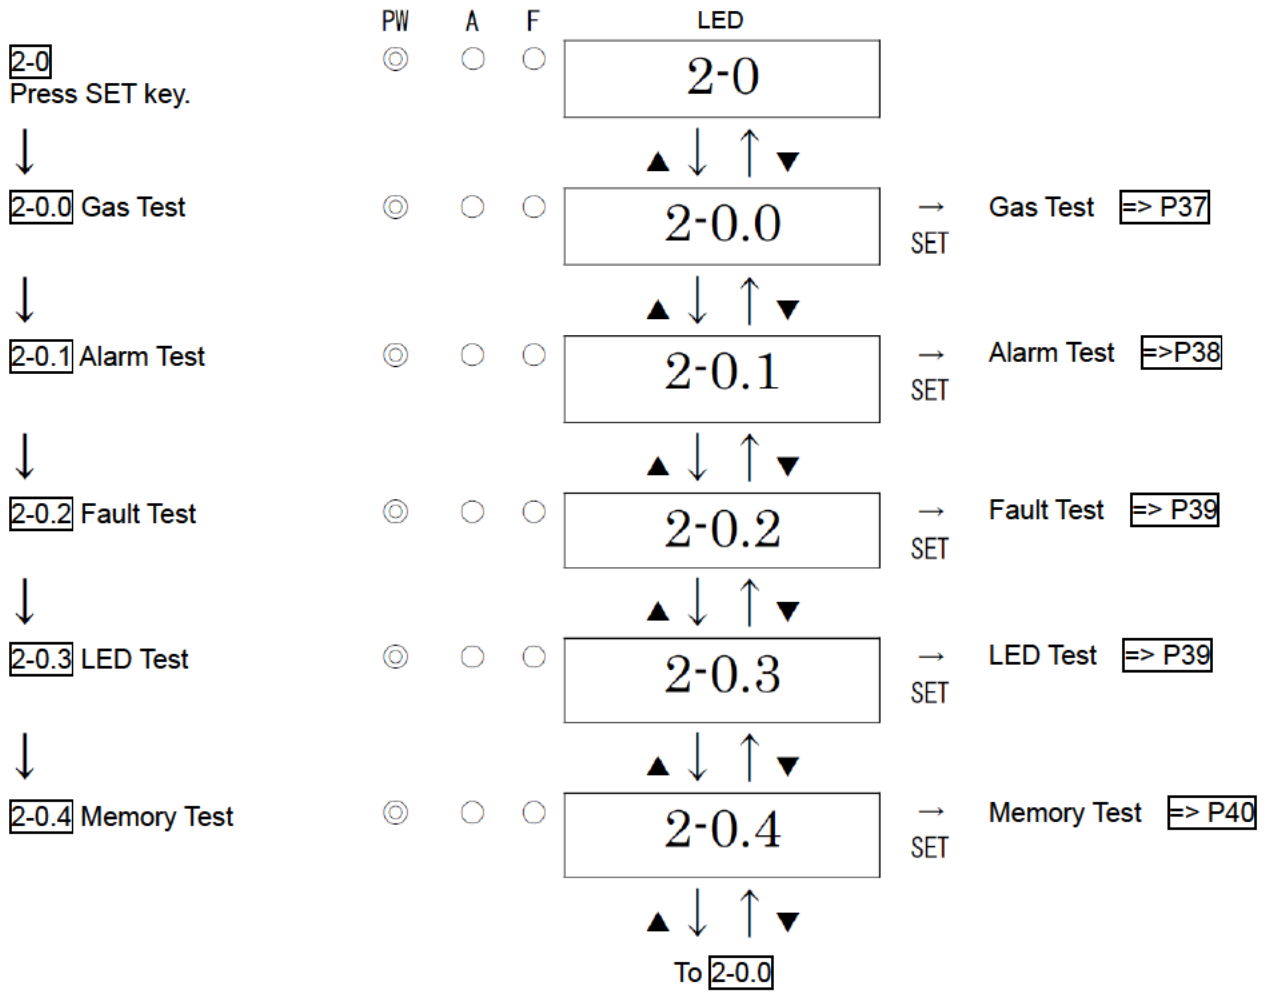 PW A F LED
2-0 2-0
Press SET key.
▲ ↓ ↑ ▼
↓
2-0.0 Gas Test 2-0.0 → Gas Test => P37
SET
↓ ▲ ↓ ↑ ▼
2-0.1 Alarm Test 2-0.1 → Alarm Test =>P38
SET
↓ ▲ ↓ ↑ ▼
2-0.2 Fault Test 2-0.2 → Fault Test => P39
SET
↓ ▲ ↓ ↑ ▼
2-0.3 LED Test 2-0.3 → LED Test => P39
SET
↓ ▲ ↓ ↑ ▼
2-0.4 Memory Test 2-0.4 → Memory Test => P40
SET
▲ ↓ ↑ ▼
To 2-0.0